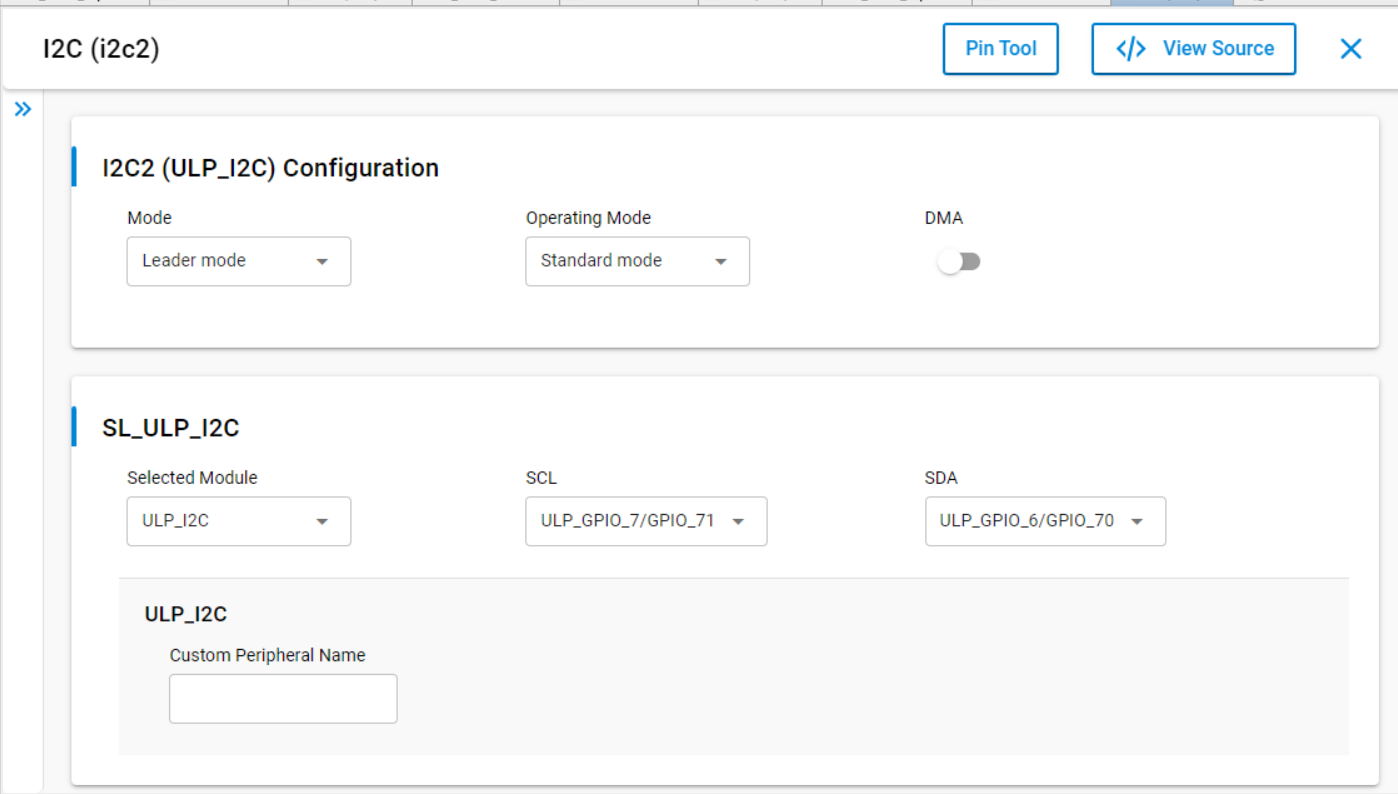 I2C (i2c2)
Pin Tool
</> View Source
I2C2 (ULP_I2C) Configuration
Mode
Operating Mode
DMA
Leader mode
Standard mode
SL_ULP_I2C
Selected Module
SCL
SDA
ULP_I2C
ULP_GPIO_7/GPIO_71
ULP_GPIO_6/GPIO_70
ULP_I2C
Custom Peripheral Name